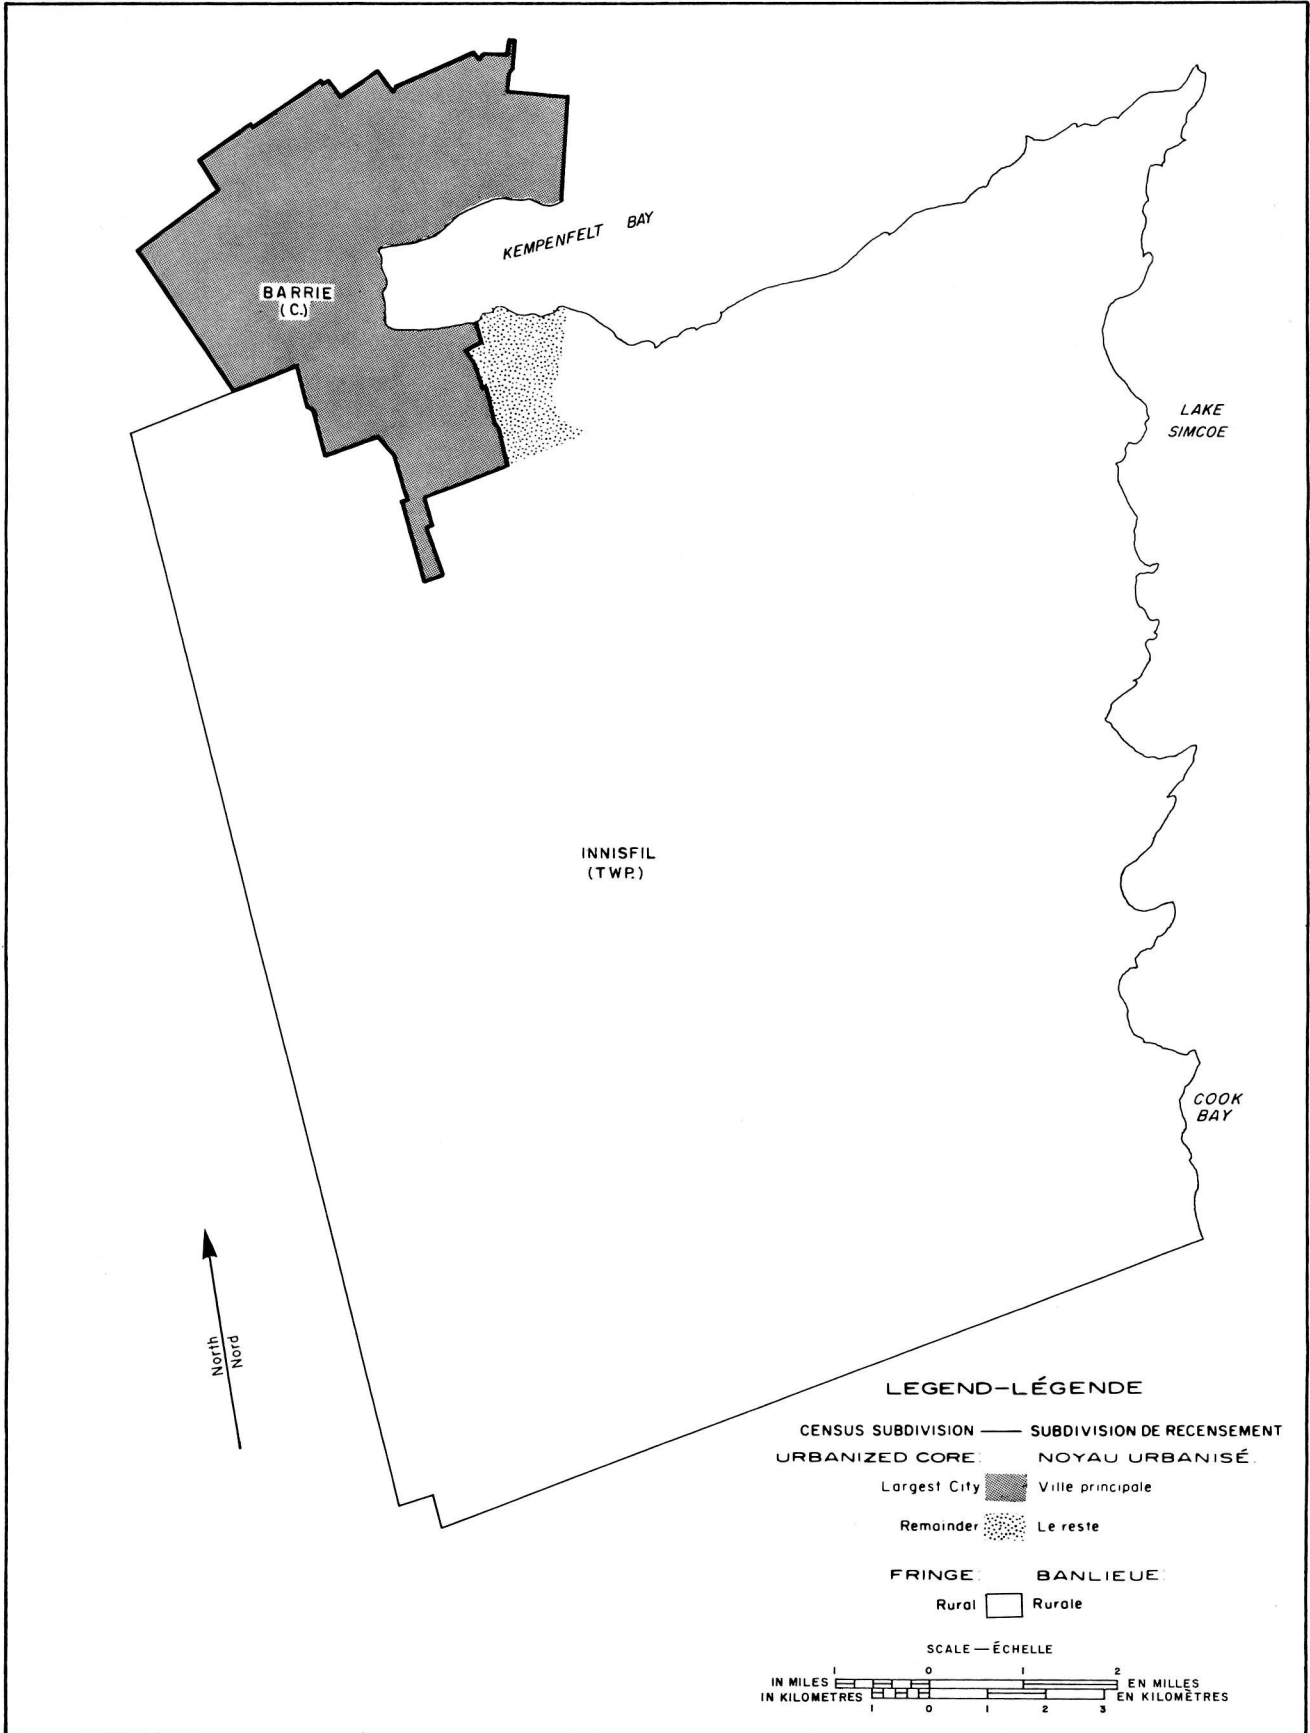 KEMPENFELT BAY
BARRIE
(C.)
LAKE
SIMCOE
INNISFIL
(TWP.)
COOK
BAY
North
Nord
LEGEND–LÉGENDE
CENSUS SUBDIVISION — SUBDIVISION DE RECENSEMENT
URBANIZED CORE: NOYAU URBANISÉ:
Largest City Ville principale
Remainder Le reste
FRINGE: BANLIEUE:
Rural Rurale
SCALE — ÉCHELLE
1 0 1 2
IN MILES EN MILLES
IN KILOMETRES EN KILOMÈTRES
1 0 1 2 3